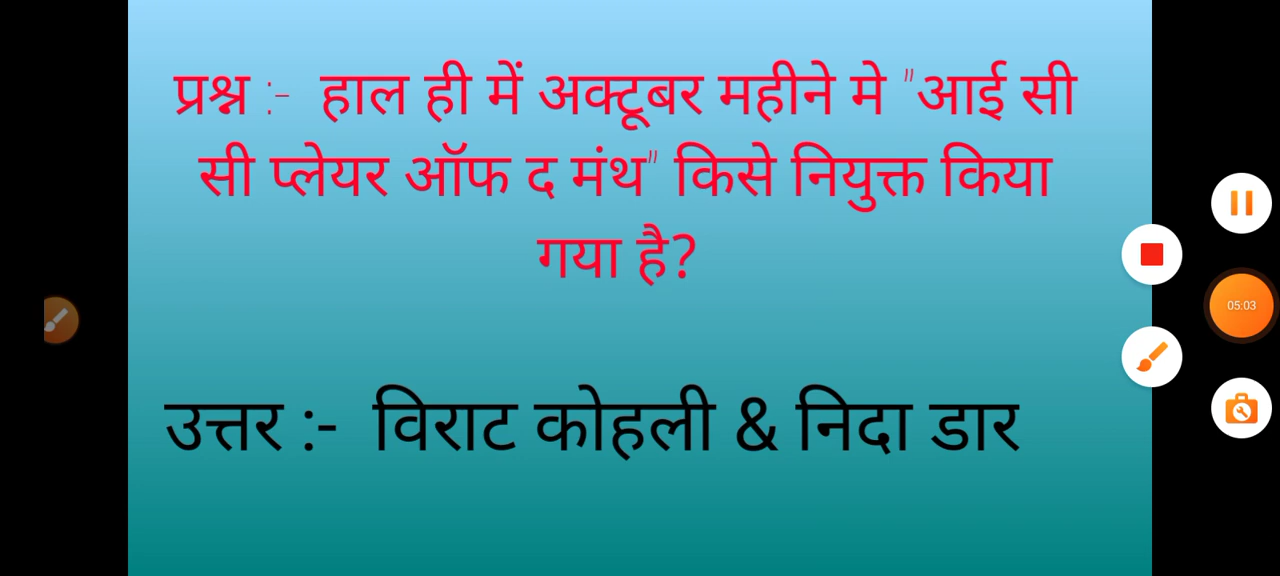 प्रश्न :- हाल ही में अक्टूबर महीने मे "आई सी
सी प्लेयर ऑफ द मंथ" किसे नियुक्त किया
गया है?
उत्तर :- विराट कोहली & निदा डार
05:03